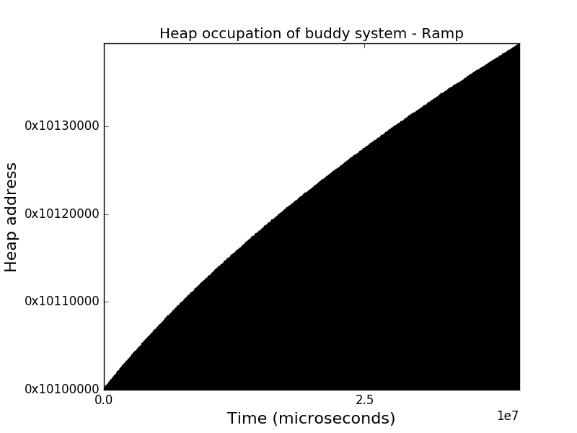 Heap occupation of buddy system - Ramp
Heap address
0x10130000
0x10120000
0x10110000
0x10100000
0.0
2.5
1e7
Time (microseconds)